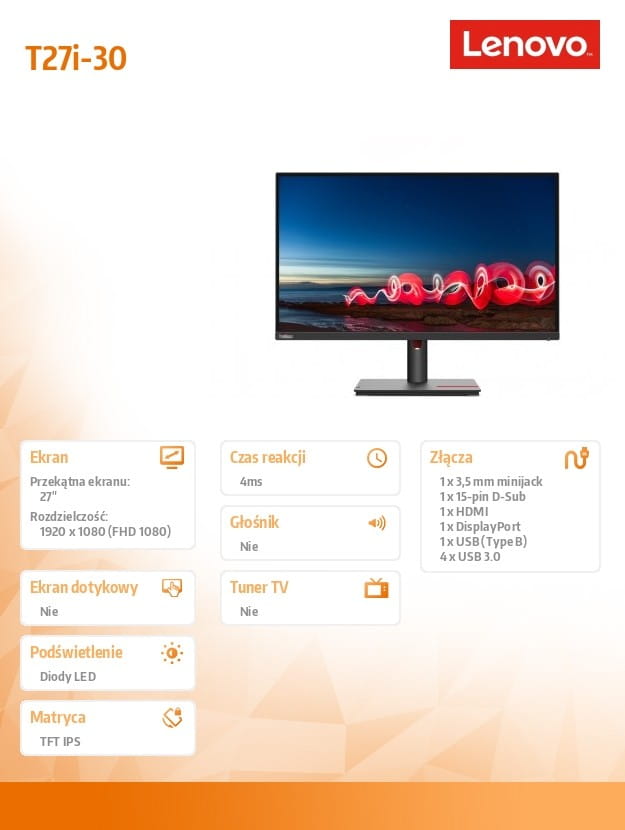 T27i-30
Lenovo
Ekran
Przekątna ekranu:
27"
Rozdzielczość:
1920 x 1080 (FHD 1080)
Ekran dotykowy
Nie
Podświetlenie
Diody LED
Matryca
TFT IPS
Czas reakcji
4ms
Głośnik
Nie
Tuner TV
Nie
Złącza
1 x 3,5 mm minijack
1 x 15-pin D-Sub
1 x HDMI
1 x DisplayPort
1 x USB (Type B)
4 x USB 3.0